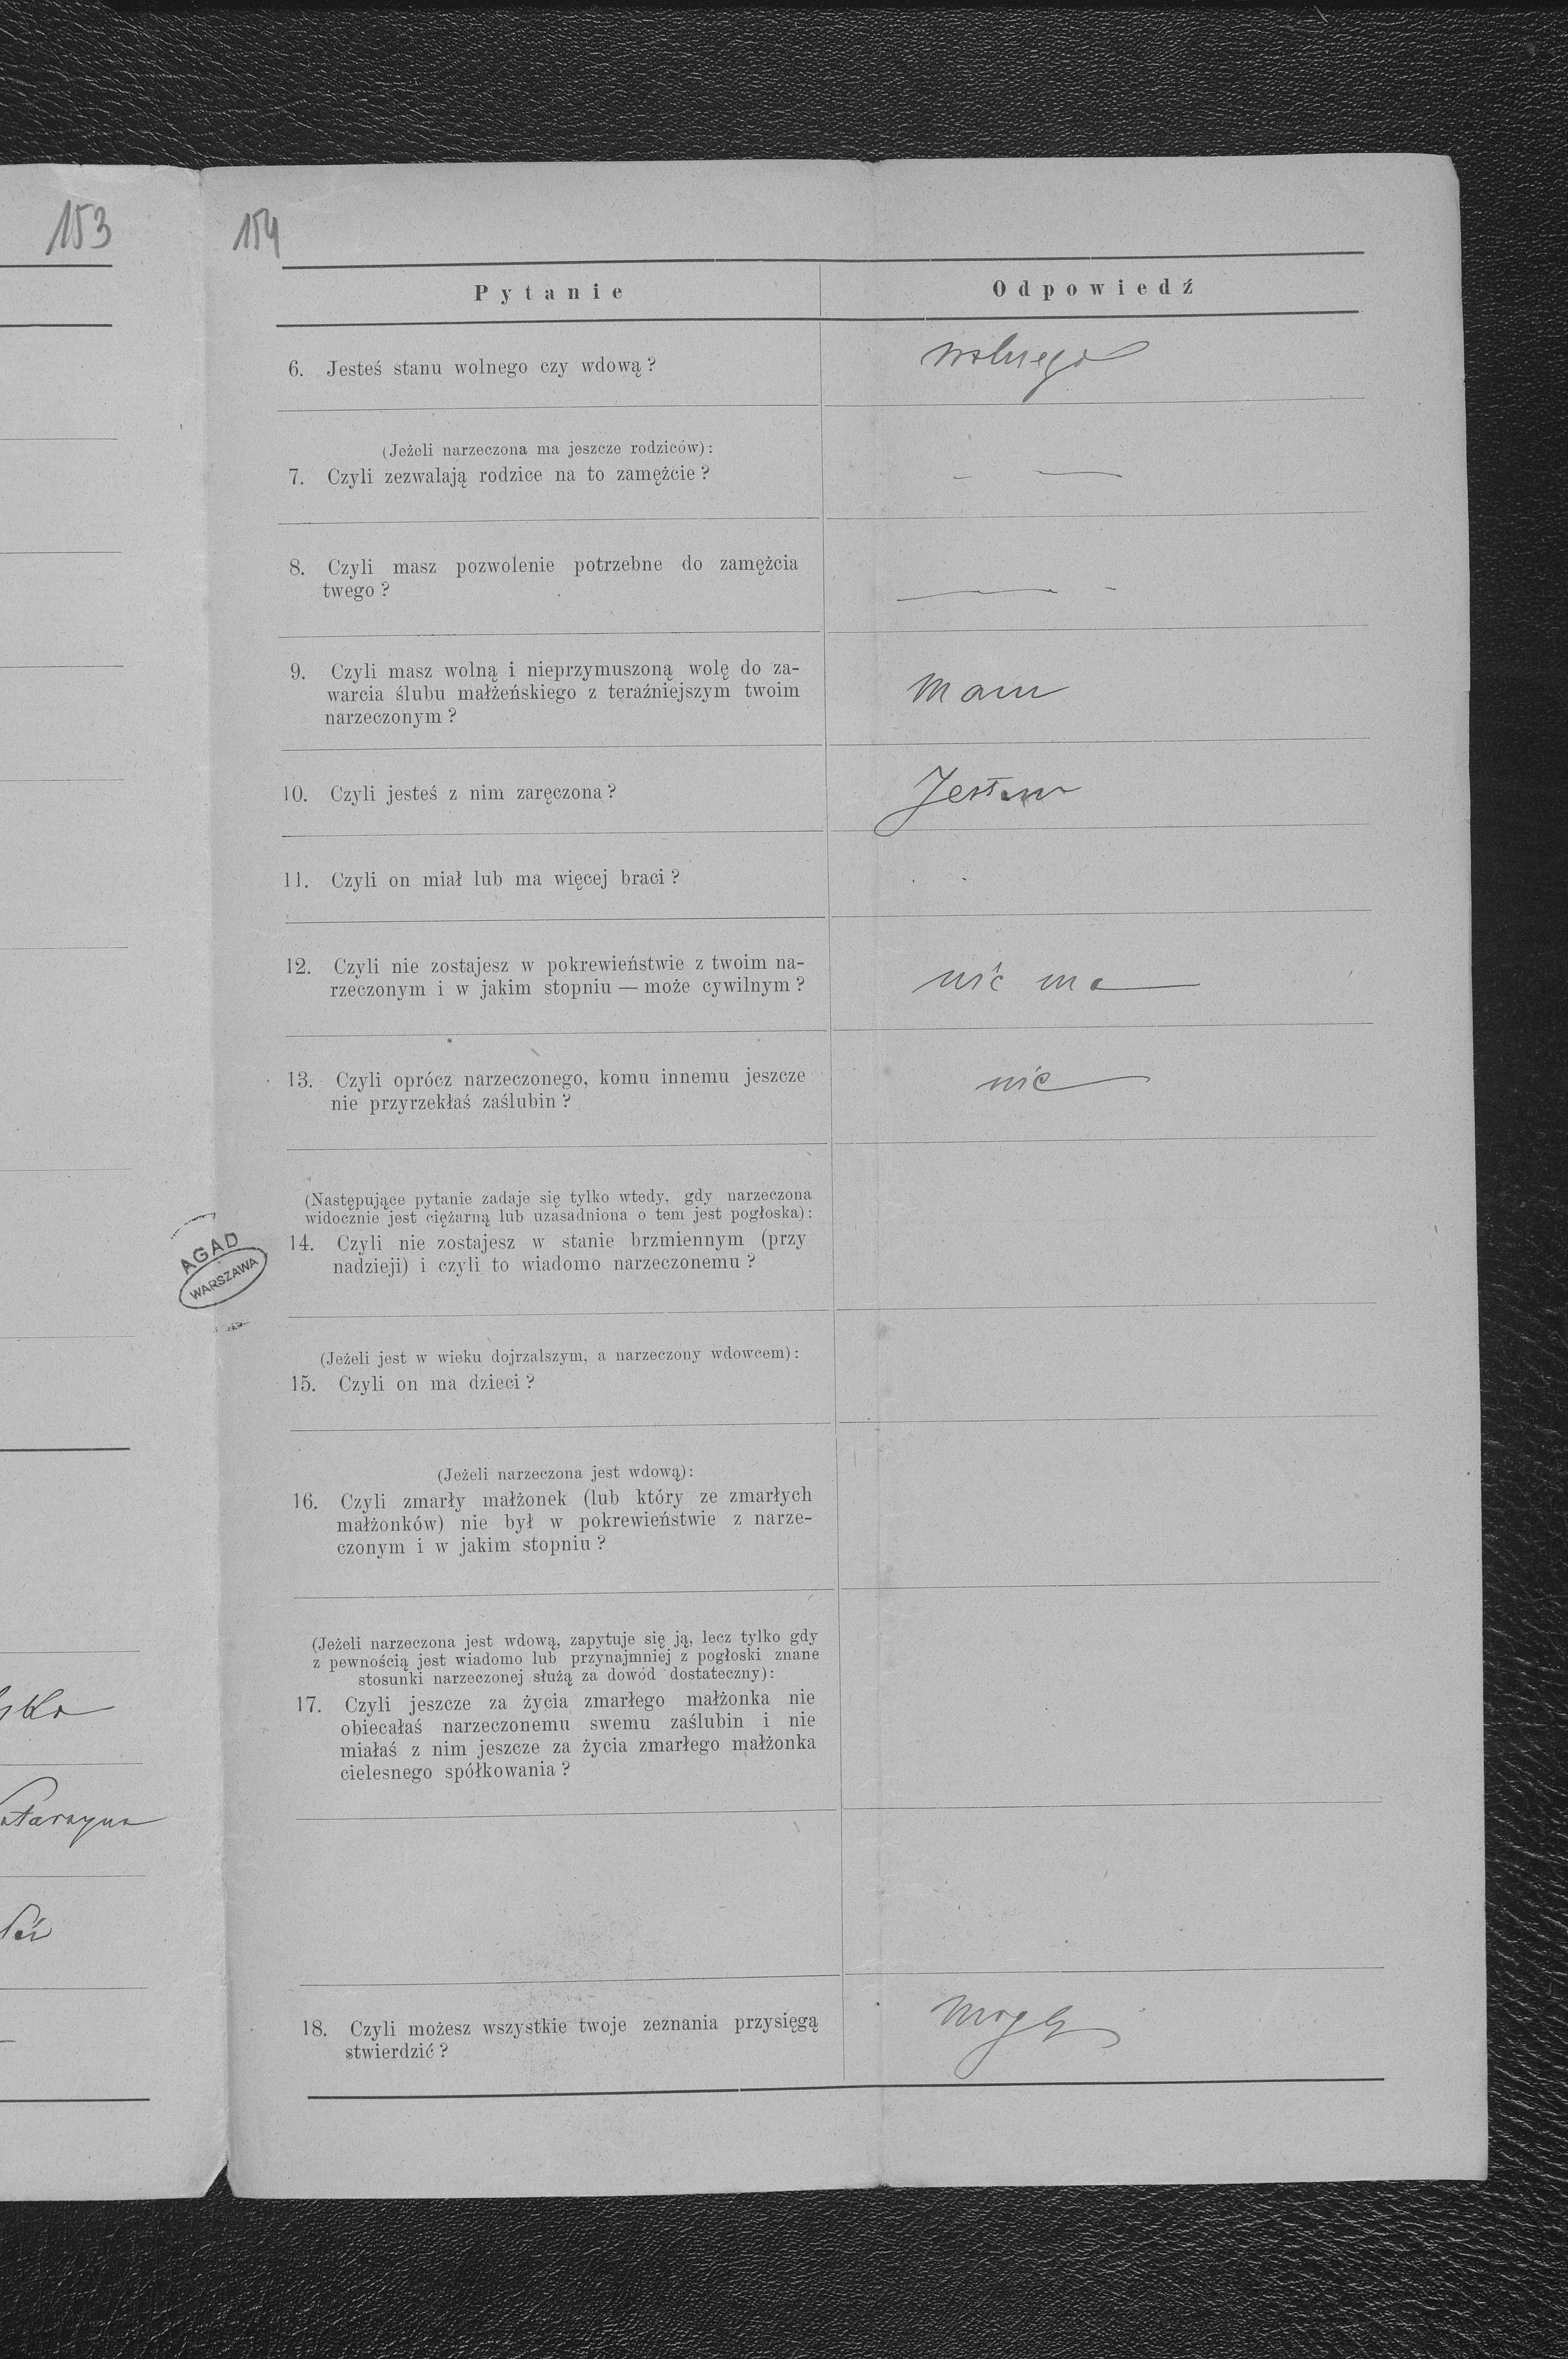 153
ska
Katarzyna
154
Pytanie
Odpowiedź
6. Jesteś stanu wolnego czy wdową?
wolnego
(Jeżeli narzeczona ma jeszcze rodziców):
7. Czyli zezwalają rodzice na to zamężcie?
8. Czyli masz pozwolenie potrzebne do zamężcia
twego?
9. Czyli masz wolną i nieprzymuszoną wolę do za-
warcia ślubu małżeńskiego z teraźniejszym twoim
narzeczonym?
Mam
10. Czyli jesteś z nim zaręczona?
Jestem
11. Czyli on miał lub ma więcej braci?
12. Czyli nie zostajesz w pokrewieństwie z twoim na-
rzeczonym i w jakim stopniu — może cywilnym?
nie ma
13. Czyli oprócz narzeczonego, komu innemu jeszcze
nie przyrzekłaś zaślubin?
nie
(Następujące pytanie zadaje się tylko wtedy, gdy narzeczona
widocznie jest ciężarną lub uzasadniona o tem jest pogłoska):
14. Czyli nie zostajesz w stanie brzmiennym (przy
nadzieji) i czyli to wiadomo narzeczonemu?
AGAD
WARSZAWA
(Jeżeli jest w wieku dojrzalszym, a narzeczony wdowcem):
15. Czyli on ma dzieci?
(Jeżeli narzeczona jest wdową):
16. Czyli zmarły małżonek (lub który ze zmarłych
małżonków) nie był w pokrewieństwie z narze-
czonym i w jakim stopniu?
(Jeżeli narzeczona jest wdową, zapytuje się ją, lecz tylko gdy
z pewnością jest wiadomo lub przynajmniej z pogłoski znane
stosunki narzeczonej służą za dowód dostateczny):
17. Czyli jeszcze za życia zmarłego małżonka nie
obiecałaś narzeczonemu swemu zaślubin i nie
miałaś z nim jeszcze za życia zmarłego małżonka
cielesnego spółkowania?
18. Czyli możesz wszystkie twoje zeznania przysięgą
stwierdzić?
mogę